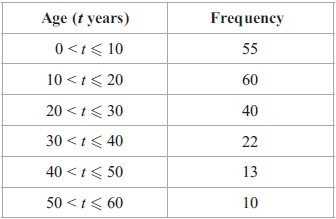 Age (t years) Frequency
0 < t ⩽ 10 55
10 < t ⩽ 20 60
20 < t ⩽ 30 40
30 < t ⩽ 40 22
40 < t ⩽ 50 13
50 < t ⩽ 60 10